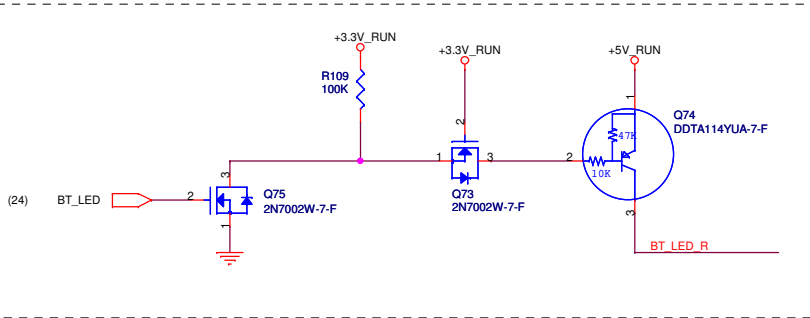 +3.3V_RUN
+3.3V_RUN
+5V_RUN
R109
100K
1
2
Q74
DDTA114YUA-7-F
47K
1
3
2
10K
3
Q73
2N7002W-7-F
(24)
BT_LED
2
Q75
2N7002W-7-F
1
3
BT_LED_R